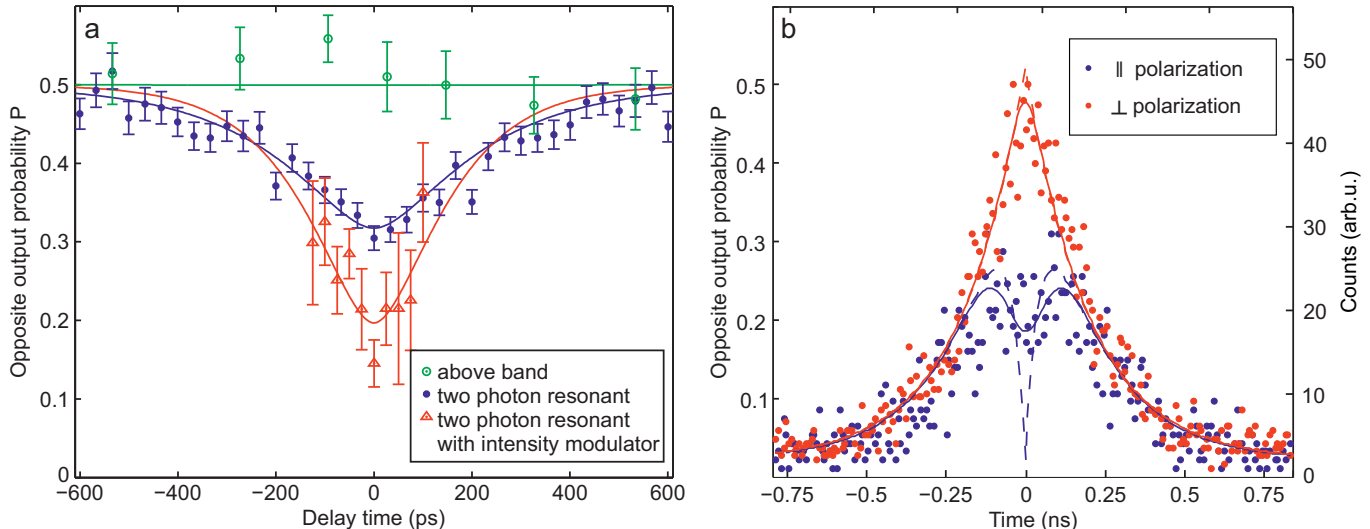 a
Opposite output probability P
0.5
0.4
0.3
0.2
0.1
0
above band
two photon resonant
two photon resonant
with intensity modulator
−600 −400 −200 0 200 400 600
Delay time (ps)
b
Opposite output probability P
0.5
0.4
0.3
0.2
0.1
|| polarization
⊥ polarization
50
40
30
20
10
0
Counts (arb.u.)
−0.75 −0.25 0 0.25 0.5 0.75
Time (ns)